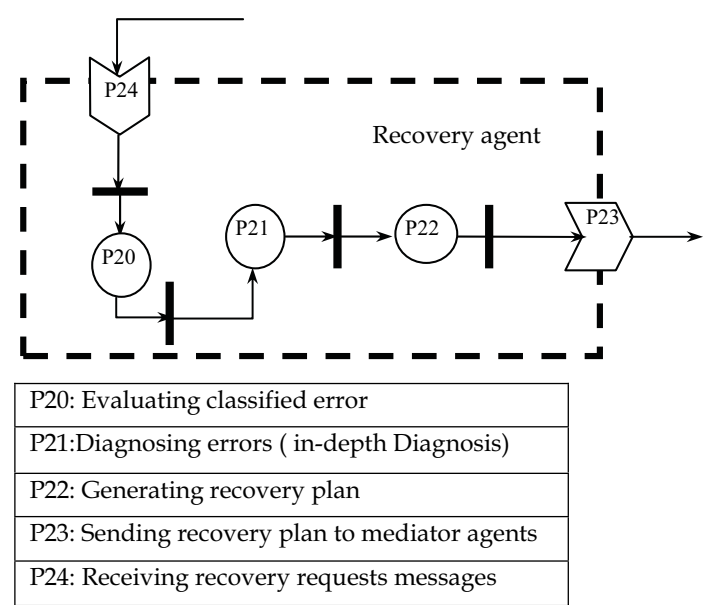 P24
Recovery agent
P21
P22
P23
P20
P20: Evaluating classified error
P21:Diagnosing errors ( in-depth Diagnosis)
P22: Generating recovery plan
P23: Sending recovery plan to mediator agents
P24: Receiving recovery requests messages